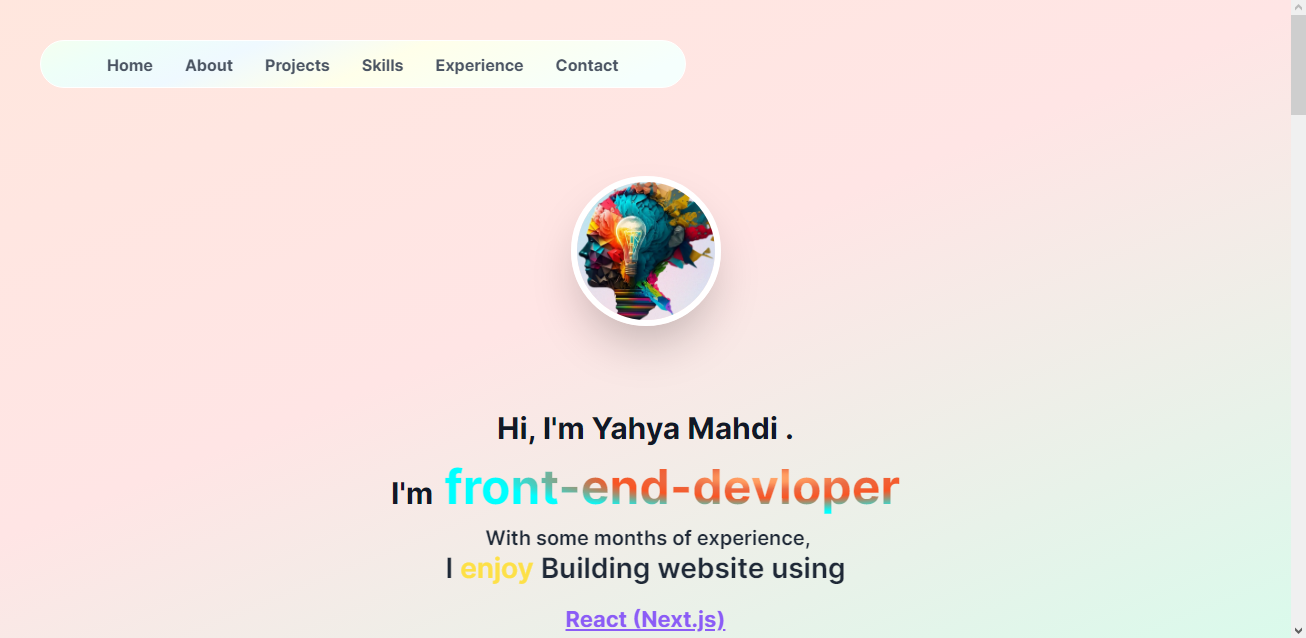 Home About Projects Skills Experience Contact
Hi, I'm Yahya Mahdi .
I'm front-end-devloper
With some months of experience,
I enjoy Building website using
React (Next.js)